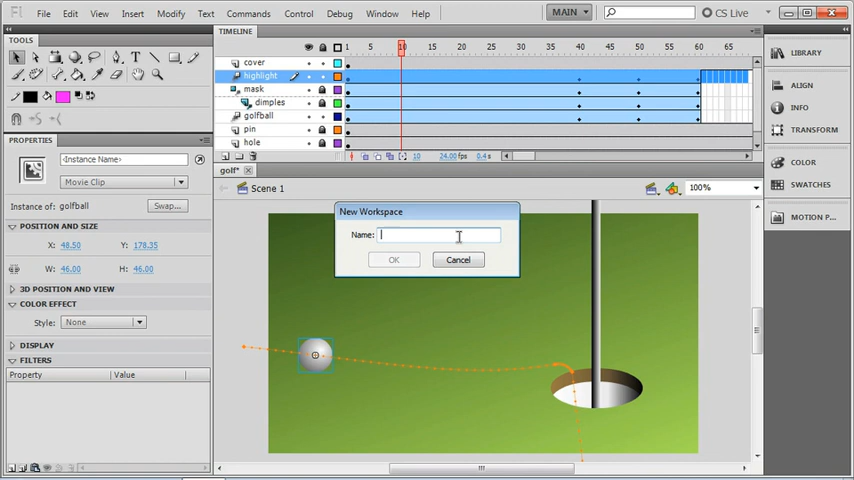 Fl File Edit View Insert Modify Text Commands Control Debug Window Help MAIN CS Live
TOOLS
TIMELINE
1 5 10 15 20 25 30 35 40 45 50 55 60 65
cover
highlight
mask
dimples
golfball
pin
hole
10 24.00 fps 0.4 s
PROPERTIES
<Instance Name>
Movie Clip
Instance of: golfball Swap...
POSITION AND SIZE
X: 48.50 Y: 178.35
W: 46.00 H: 46.00
3D POSITION AND VIEW
COLOR EFFECT
Style: None
DISPLAY
FILTERS
Property Value
golf*
Scene 1
100%
New Workspace
Name:
OK Cancel
LIBRARY
ALIGN
INFO
TRANSFORM
COLOR
SWATCHES
MOTION P...